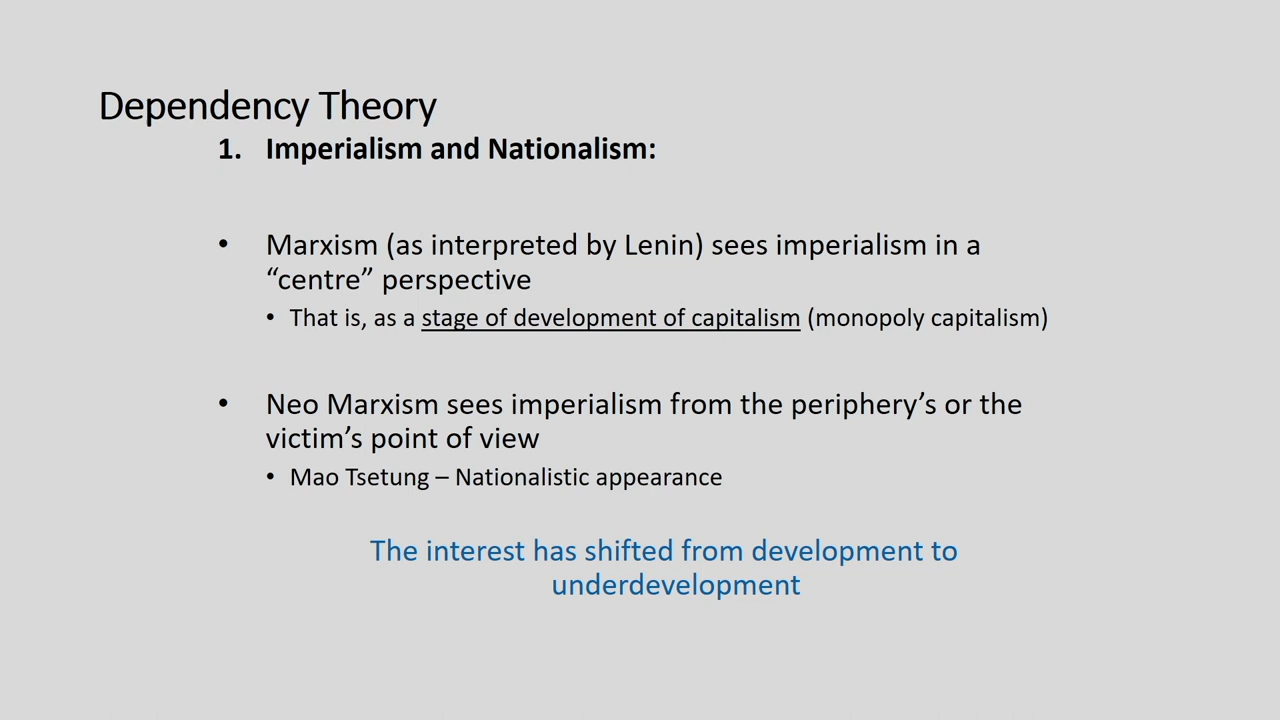 Dependency Theory
1. Imperialism and Nationalism:
• Marxism (as interpreted by Lenin) sees imperialism in a
“centre” perspective
• That is, as a stage of development of capitalism (monopoly capitalism)
• Neo Marxism sees imperialism from the periphery’s or the
victim’s point of view
• Mao Tsetung – Nationalistic appearance
The interest has shifted from development to
underdevelopment